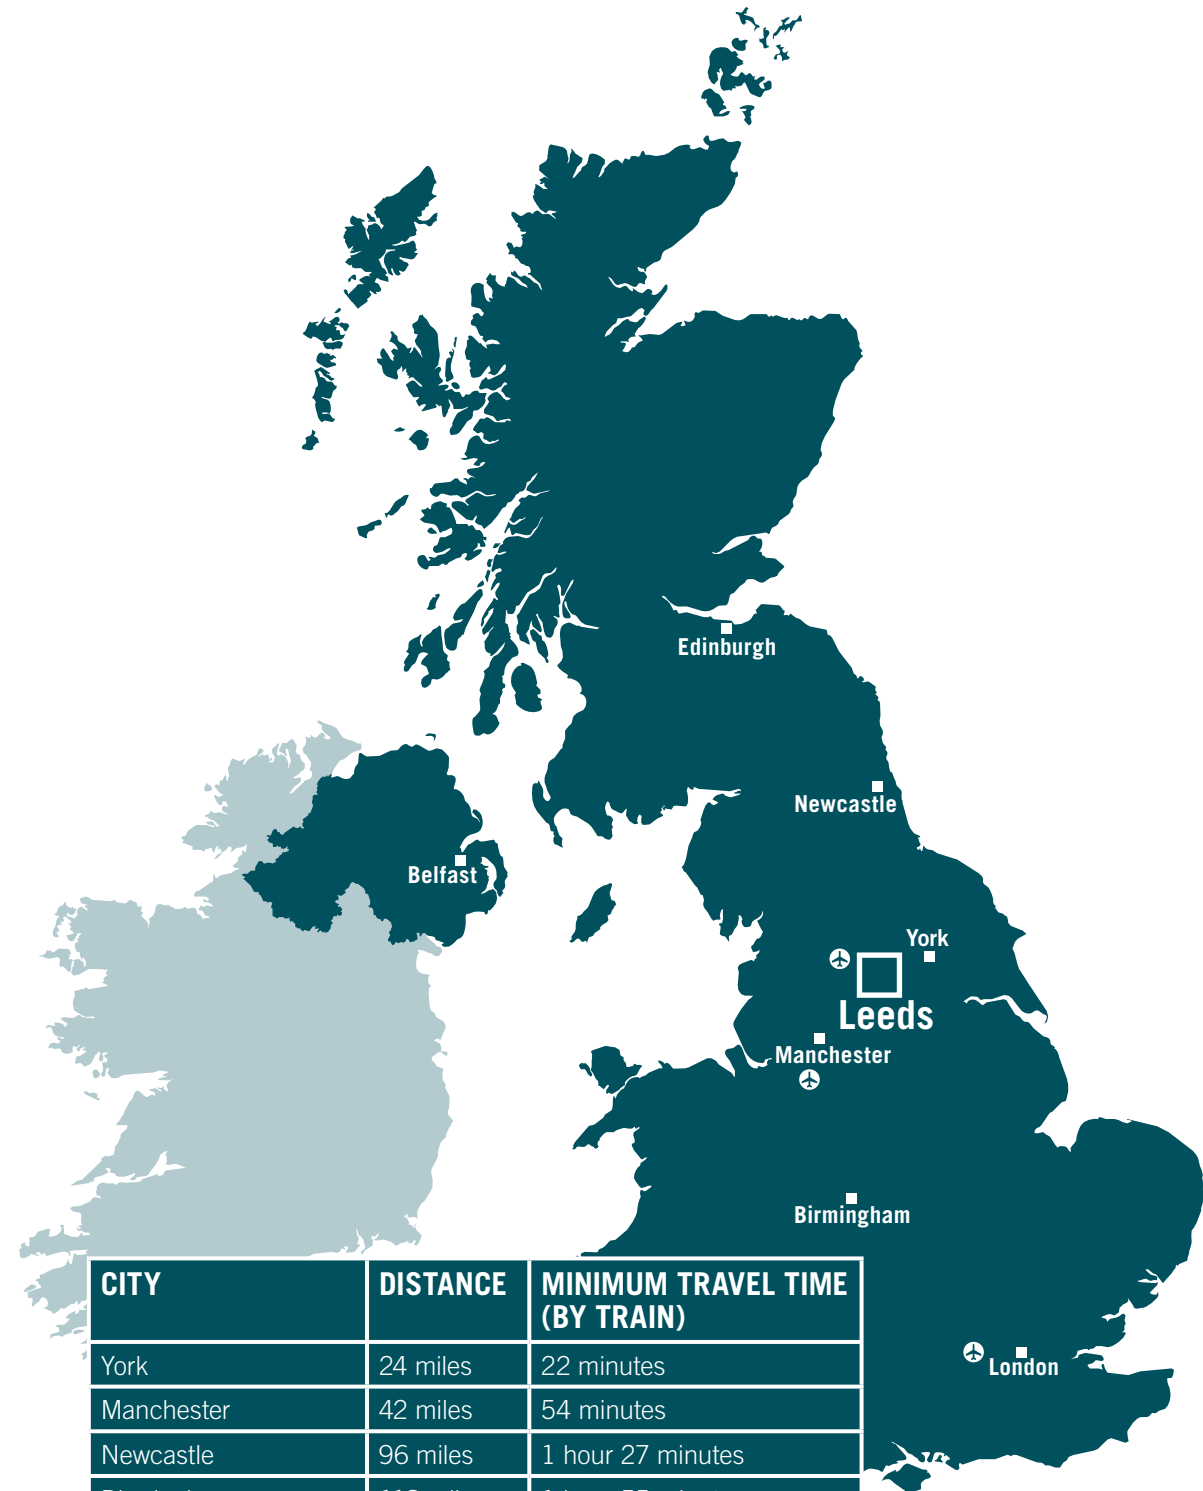 Edinburgh
Newcastle
Belfast
York
Leeds
Manchester
Birmingham
London
CITY DISTANCE MINIMUM TRAVEL TIME
(BY TRAIN)
York 24 miles 22 minutes
Manchester 42 miles 54 minutes
Newcastle 96 miles 1 hour 27 minutes